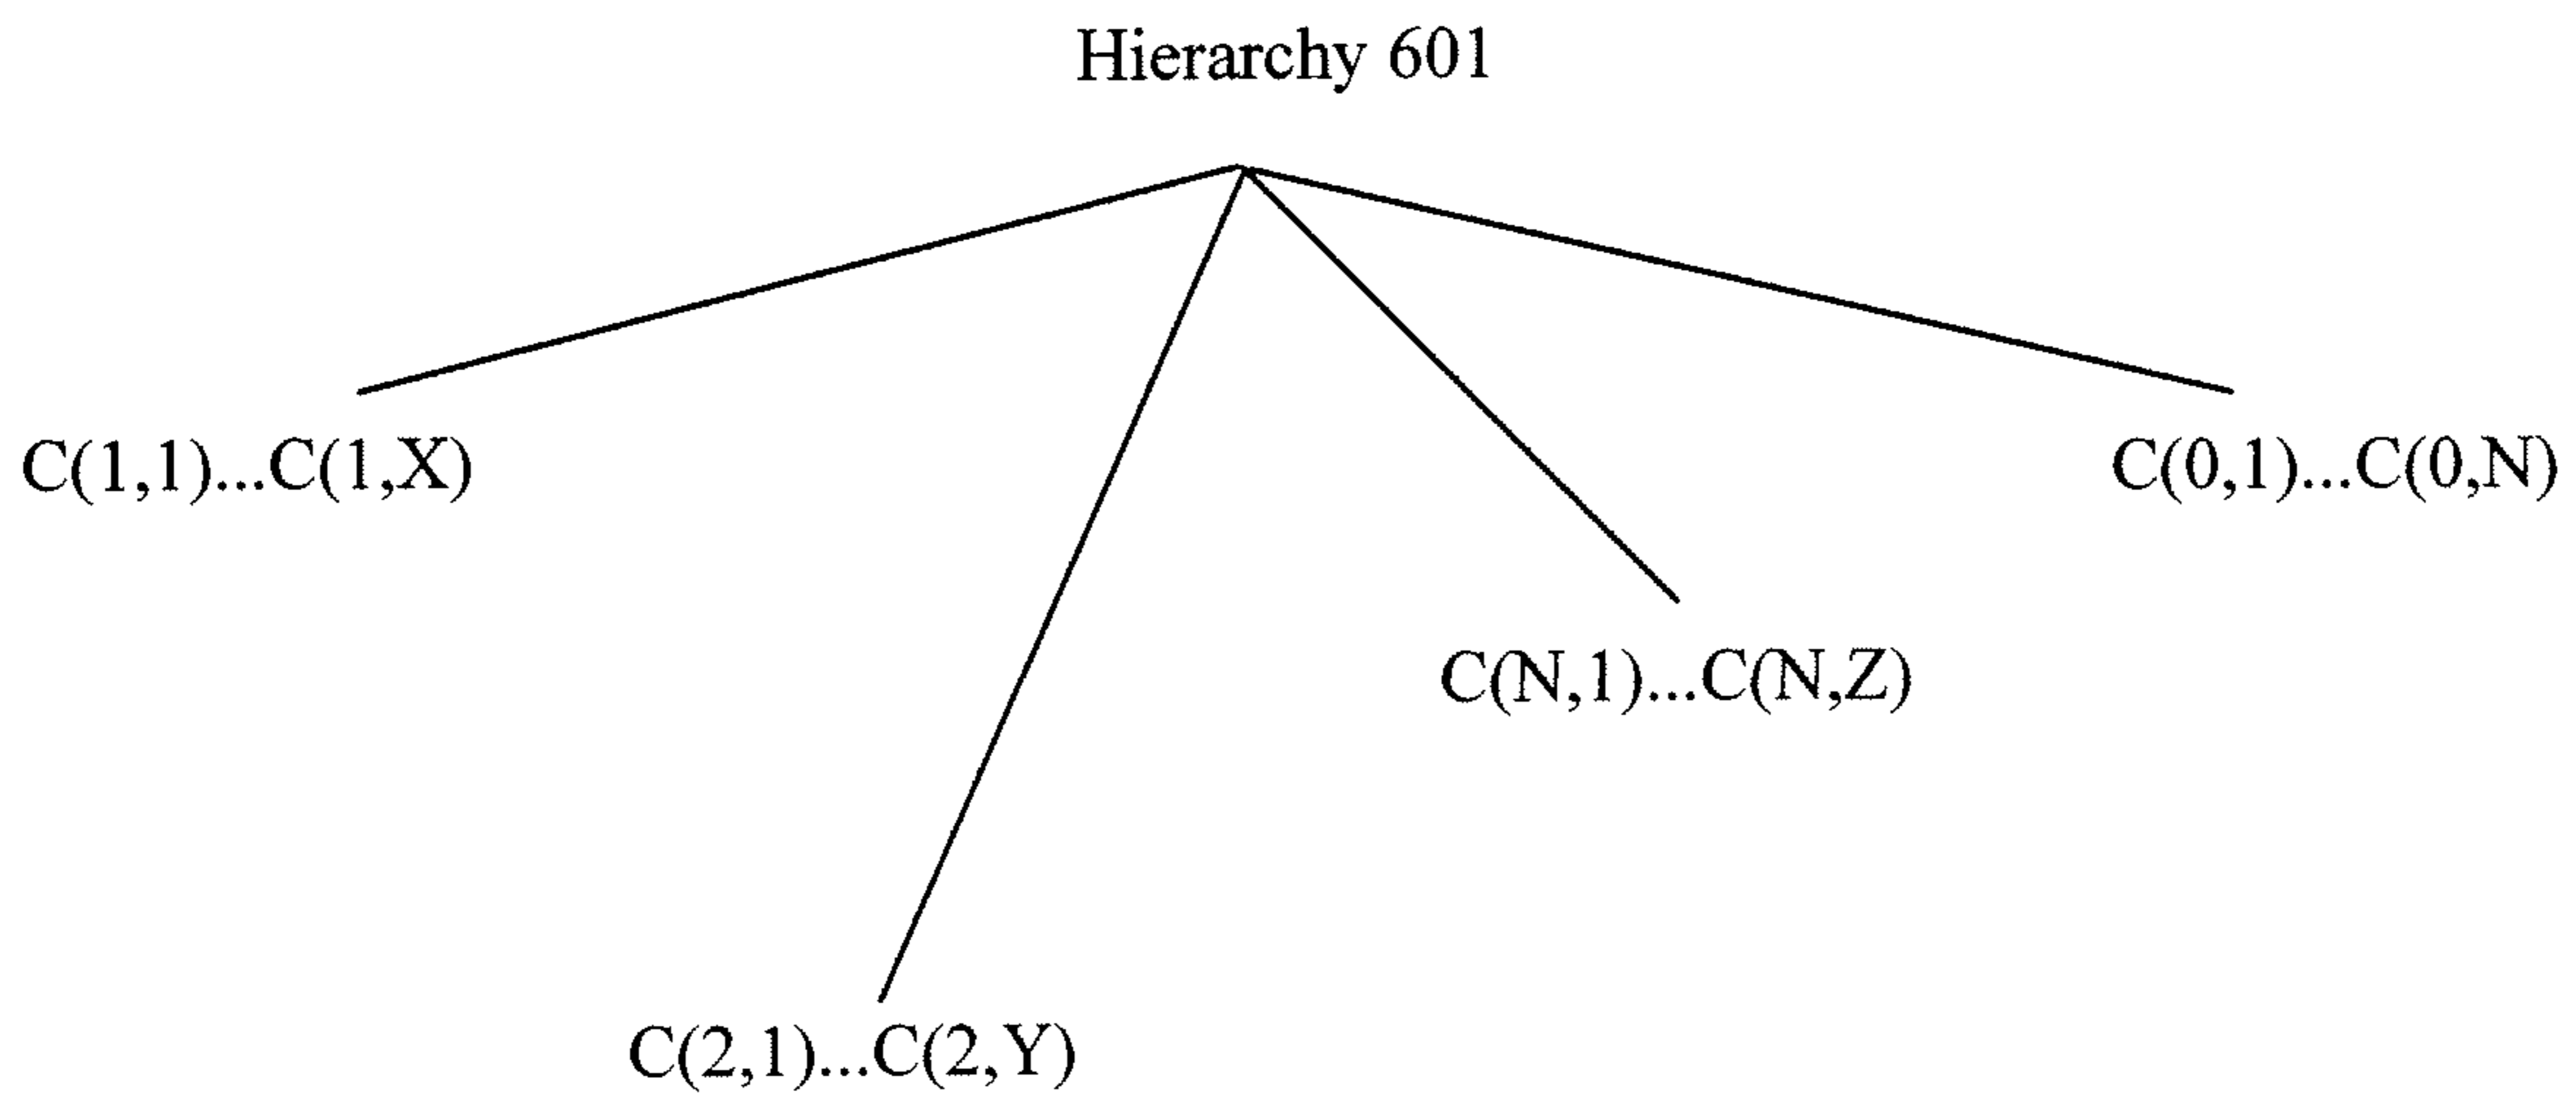 Hierarchy 601
C(1,1)...C(1,X)
C(0,1)...C(0,N)
C(N,1)...C(N,Z)
C(2,1)...C(2,Y)